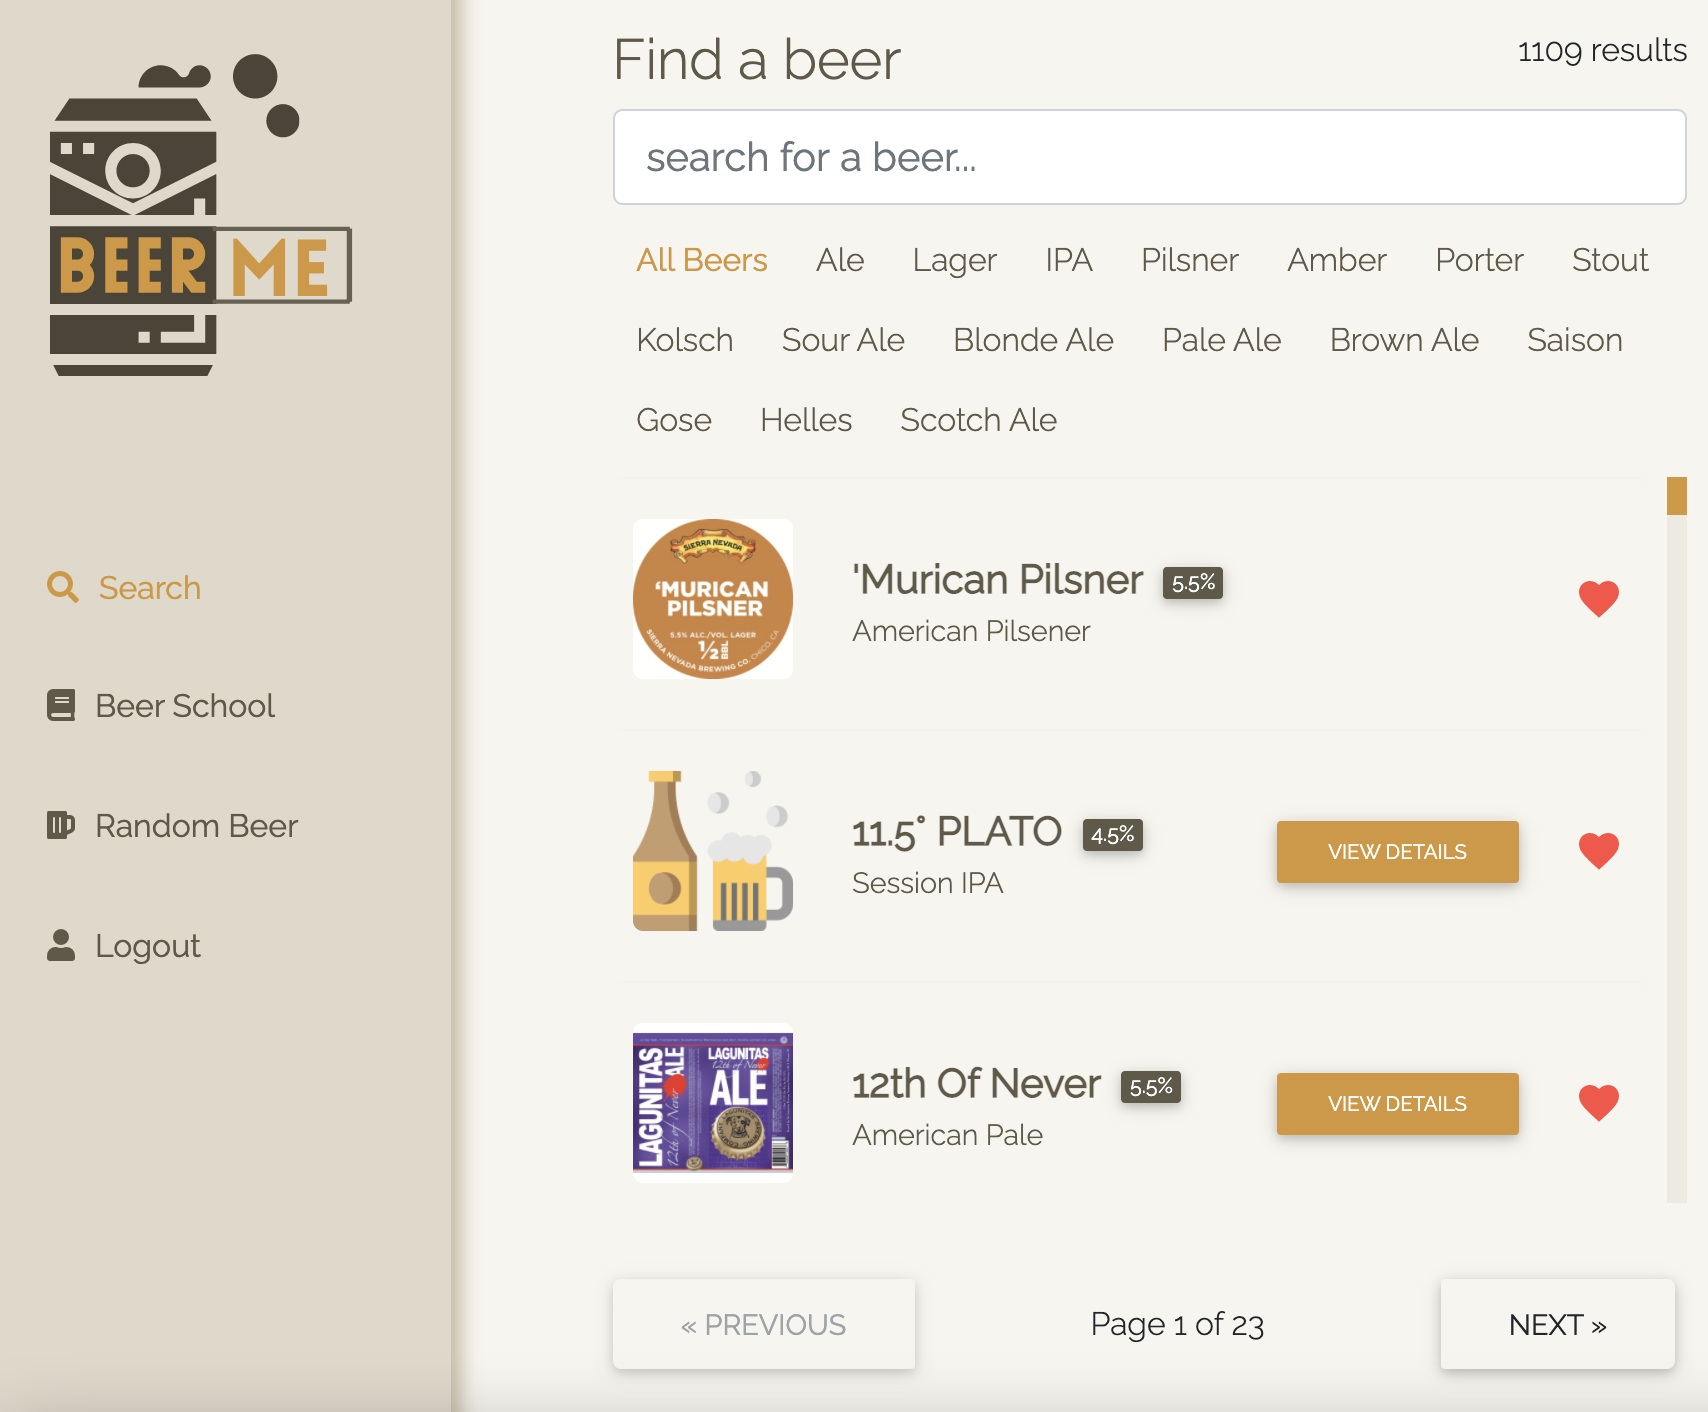 BEER ME
Search
Beer School
Random Beer
Logout
Find a beer
1109 results
search for a beer...
All Beers Ale Lager IPA Pilsner Amber Porter Stout
Kolsch Sour Ale Blonde Ale Pale Ale Brown Ale Saison
Gose Helles Scotch Ale
SIERRA NEVADA
'MURICAN
PILSNER
5.5% ALC./VOL. LAGER
1/2 BBL
SIERRA NEVADA BREWING CO. CHICO, CA
'Murican Pilsner 5.5%
American Pilsener
11.5° PLATO 4.5%
Session IPA
VIEW DETAILS
LAGUNITAS
12th of Never
ALE
LAGUNITAS
12th of Never
ALE
12th Of Never 5.5%
American Pale
VIEW DETAILS
« PREVIOUS
Page 1 of 23
NEXT »